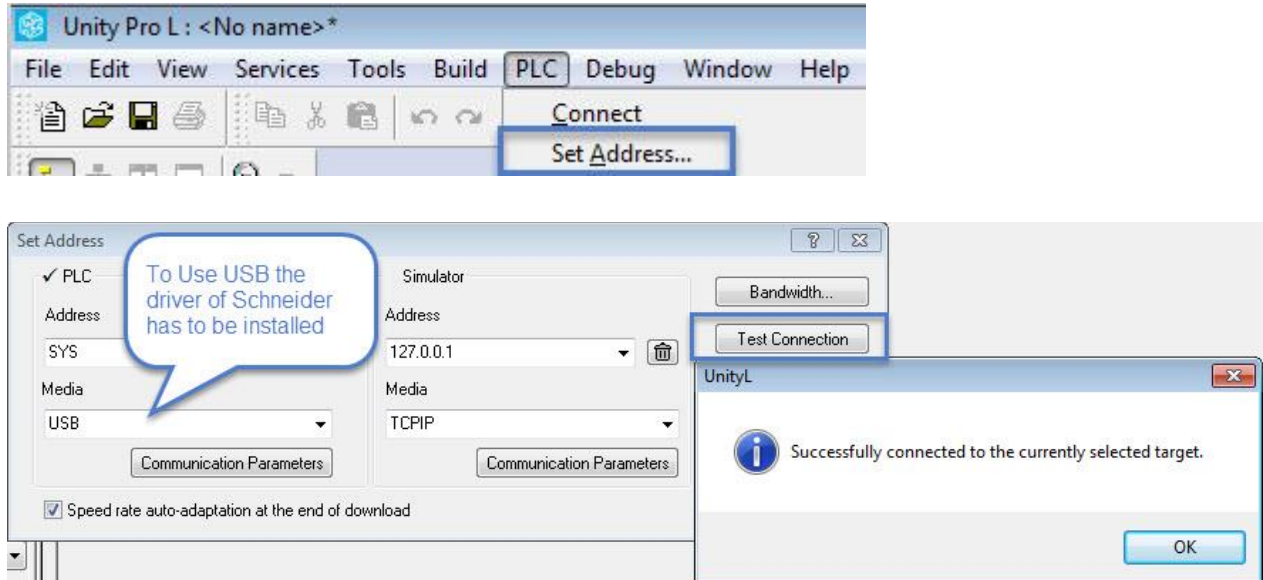 Unity Pro L : <No name>*
File Edit View Services Tools Build PLC Debug Window Help
Connect
Set Address...
Set Address
✓ PLC
Simulator
Bandwidth...
To Use USB the
driver of Schneider
has to be installed
Address
Address
Test Connection
SYS
127.0.0.1
UnityL
Media
Media
USB
TCPIP
Successfully connected to the currently selected target.
Communication Parameters
Communication Parameters
Speed rate auto-adaptation at the end of download
OK